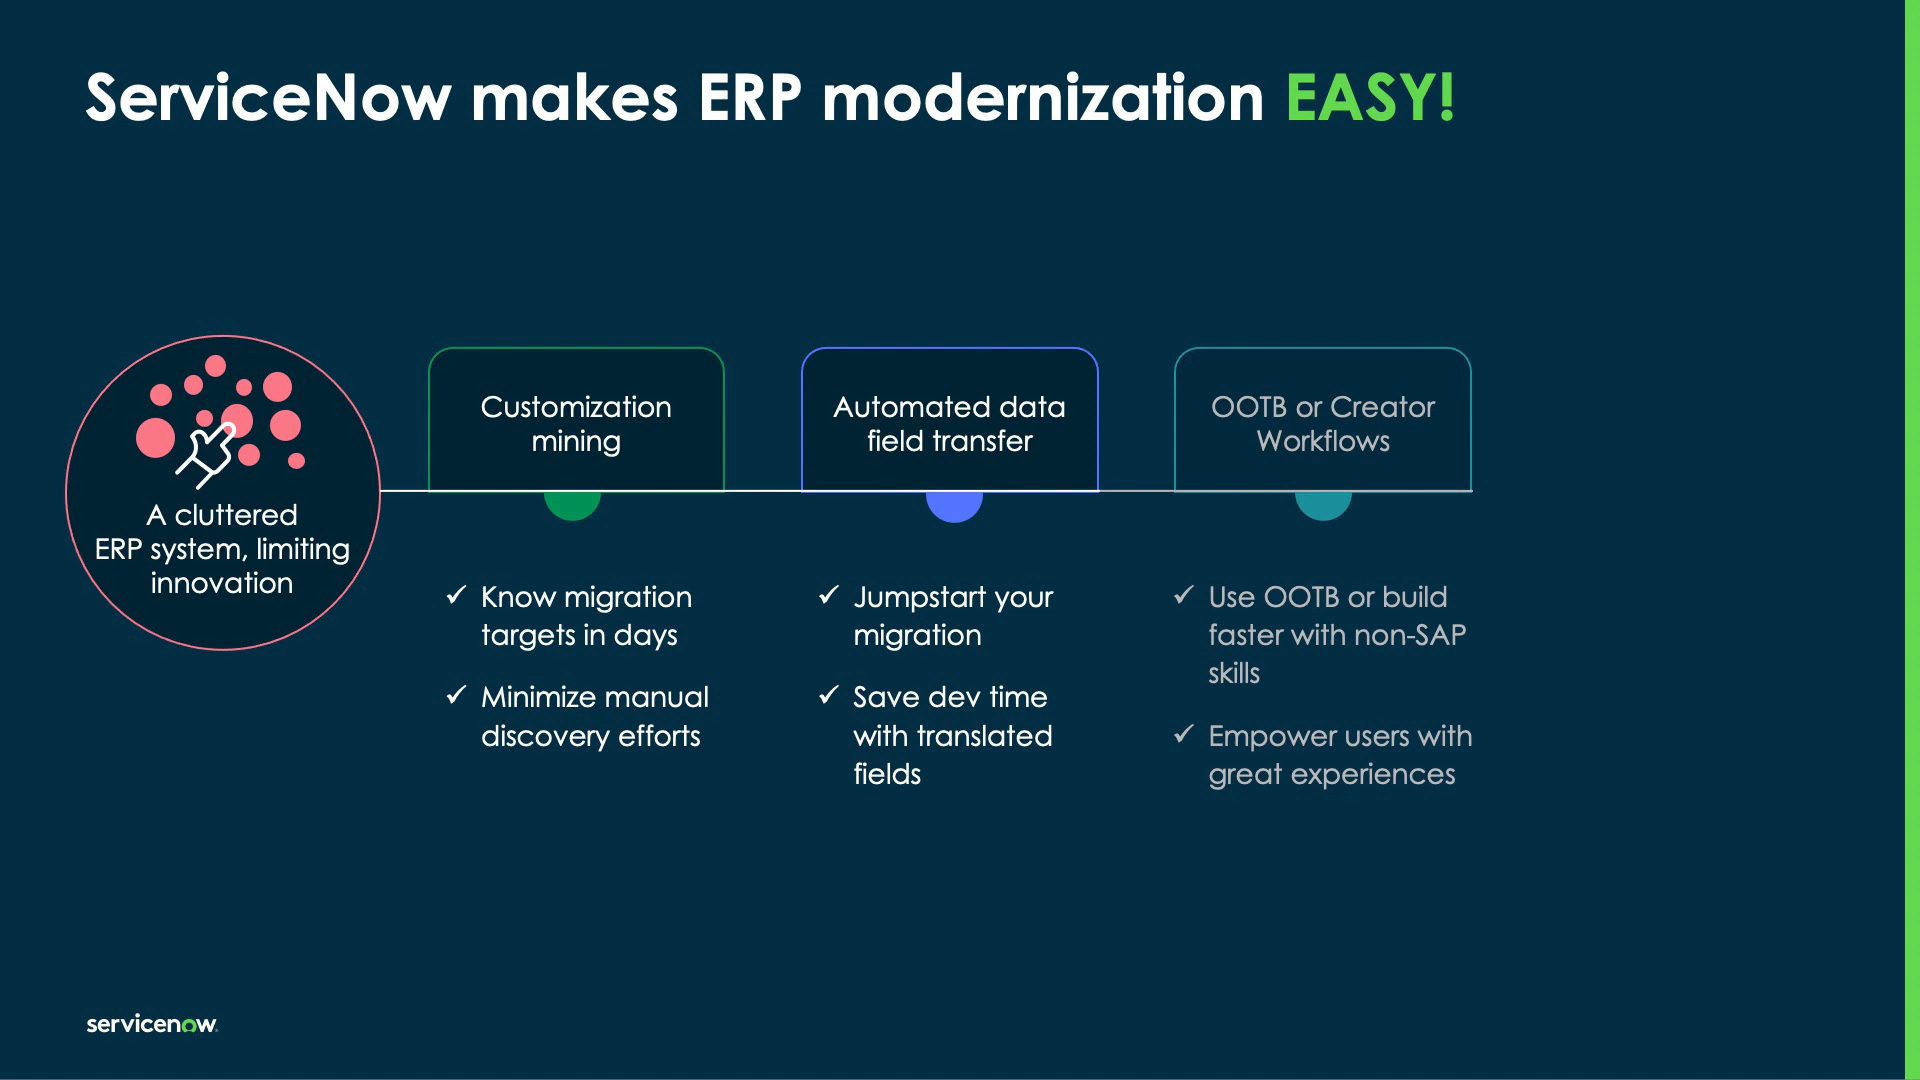 ServiceNow makes ERP modernization EASY!
A cluttered
ERP system, limiting
innovation
Customization
mining
✓ Know migration
targets in days
✓ Minimize manual
discovery efforts
Automated data
field transfer
✓ Jumpstart your
migration
✓ Save dev time
with translated
fields
OOTB or Creator
Workflows
✓ Use OOTB or build
faster with non-SAP
skills
✓ Empower users with
great experiences
servicenow